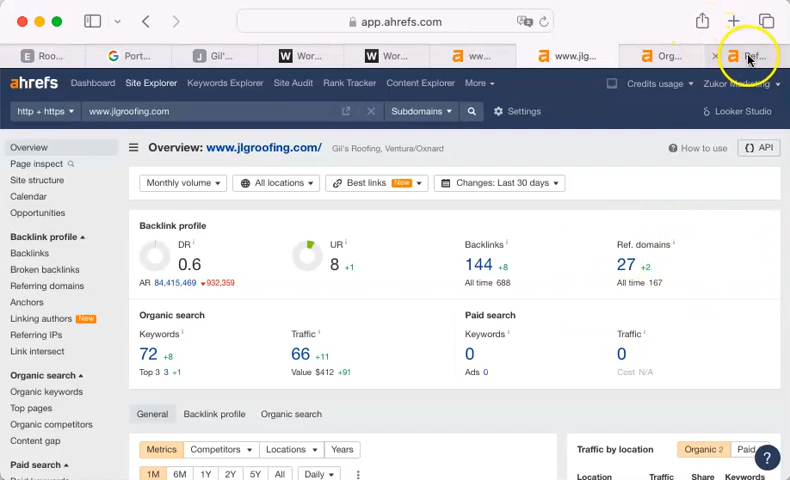 app.ahrefs.com
Roo...
Port...
Gil'...
Wor...
Wor...
ww...
www.jlg...
Org...
Ref...
ahrefs
Dashboard
Site Explorer
Keywords Explorer
Site Audit
Rank Tracker
Content Explorer
More
Credits usage
Zukor Marketing
http + https
www.jlgroofing.com
Subdomains
Settings
Looker Studio
Overview
Page inspect
Site structure
Calendar
Opportunities
Backlink profile
Backlinks
Broken backlinks
Referring domains
Anchors
Linking authors New
Referring IPs
Link intersect
Organic search
Organic keywords
Top pages
Organic competitors
Content gap
Paid search
Overview: www.jlgroofing.com/ Gil's Roofing, Ventura/Oxnard
How to use
{} API
Monthly volume
All locations
Best links New
Changes: Last 30 days
Backlink profile
DR
0.6
AR 84,415,469 932,359
UR
8 +1
Backlinks
144 +8
All time 688
Ref. domains
27 +2
All time 167
Organic search
Keywords
72 +8
Top 3 3 +1
Traffic
66 +11
Value $412 +91
Paid search
Keywords
0
Ads 0
Traffic
0
Cost N/A
General
Backlink profile
Organic search
Metrics
Competitors
Locations
Years
1M
6M
1Y
2Y
5Y
All
Daily
Traffic by location
Organic 2
Paid
Location
Traffic
Share
Keywords
?